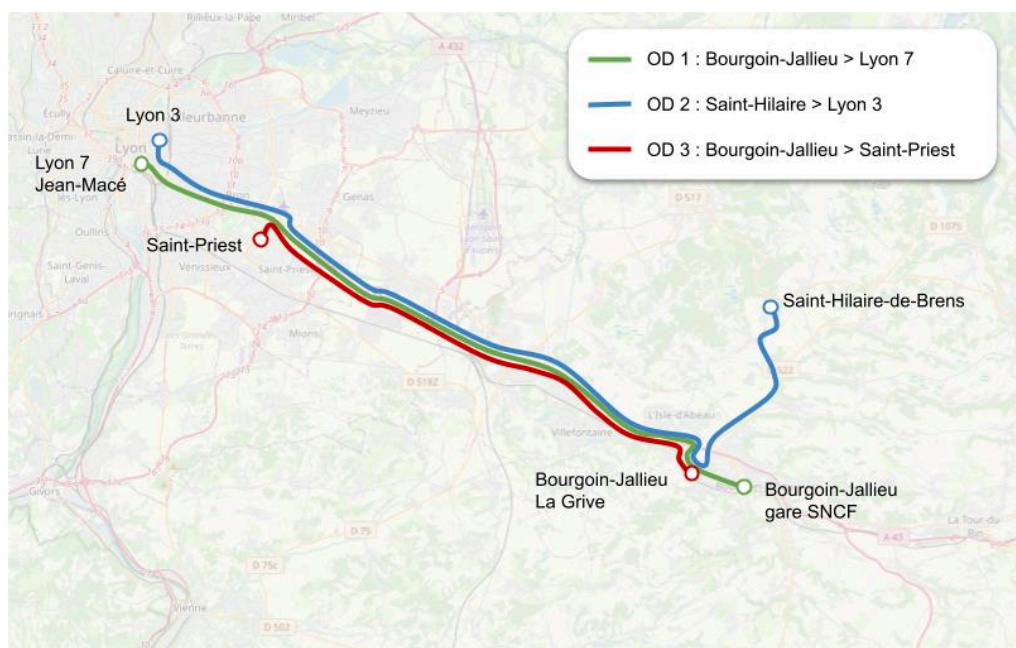 Rillieux-la-Pape
Miribel
A 432
OD 1 : Bourgoin-Jallieu > Lyon 7
OD 2 : Saint-Hilaire > Lyon 3
OD 3 : Bourgoin-Jallieu > Saint-Priest
Caluire-et-Cuire
Meyzieu
Écully
Lyon 3
Lyon
Lyon 7
Jean-Macé
Bron
Genas
D 517
D 1075
Oullins
Saint-Priest
Saint-Genis-
Laval
Vénissieux
Saint-Priest
Saint-Hilaire-de-Brens
Mions
D 518Z
L'Isle-d'Abeau
Villefontaine
Bourgoin-Jallieu
La Grive
Bourgoin-Jallieu
gare SNCF
Givors
D 75
La Tour-du-
Pin
A 43
D 75c
Vienne
D 502